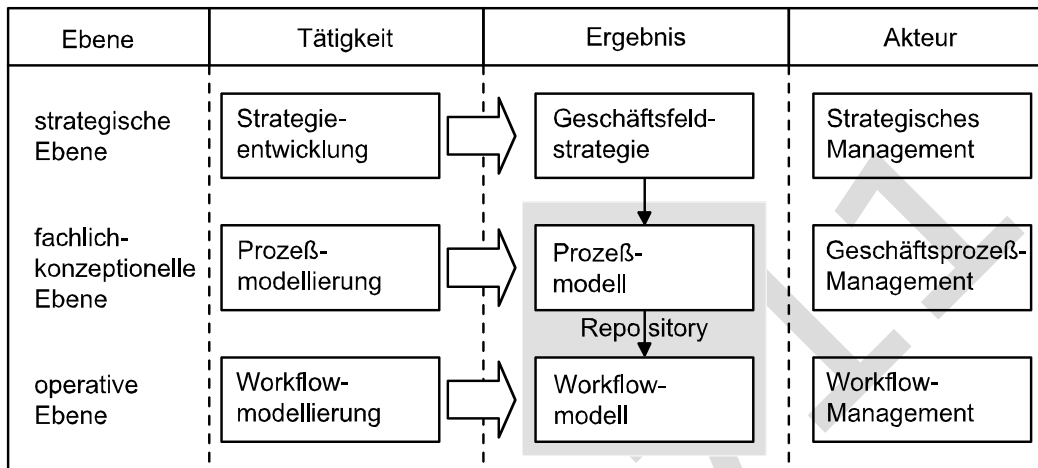 Ebene
Tätigkeit
Ergebnis
Akteur
strategische
Ebene
Strategie-
entwicklung
Geschäftsfeld-
strategie
Strategisches
Management
fachlich-
konzeptionelle
Ebene
Prozeß-
modellierung
Prozeß-
modell
Geschäftsprozeß-
Management
Repository
operative
Ebene
Workflow-
modellierung
Workflow-
modell
Workflow-
Management